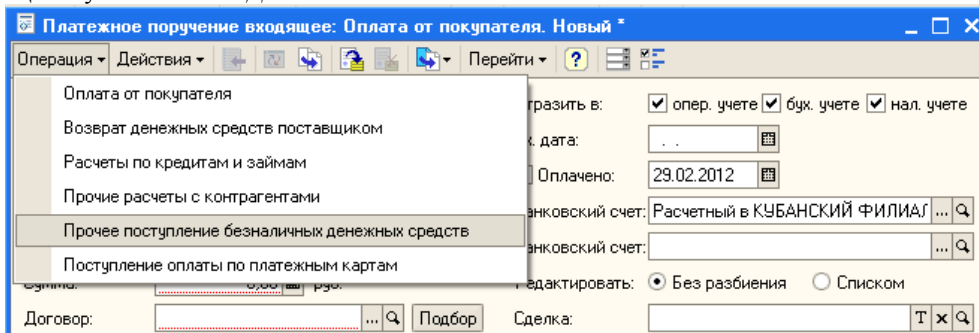 Платежное поручение входящее: Оплата от покупателя. Новый *
Операция Действия Перейти
Оплата от покупателя
Возврат денежных средств поставщиком
Расчеты по кредитам и займам
Прочие расчеты с контрагентами
Прочее поступление безналичных денежных средств
Поступление оплаты по платежным картам
опер. учете бух. учете нал. учете
дата: . .
Оплачено: 29.02.2012
счет: Расчетный в КУБАНСКИЙ ФИЛИАЛ ...
счет: ...
руб. Редактировать: Без разбиения Списком
Договор: ... Подбор Сделка: T x